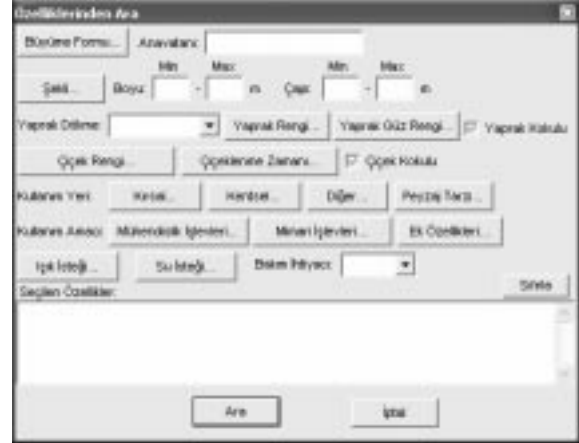 Özelliklerinden Ara
Büyüme Formu... Anavatanı:
Min Max Min Max
Şekli... Boyu: - m Çapı: - m
Yaprak Dökme: Yaprak Rengi... Yaprak Güz Rengi... Yaprak Kokulu
Çiçek Rengi... Çiçeklenme Zamanı... Çiçek Kokulu
Kullanım Yeri: Kırsal... Kentsel... Diğer... Peyzaj Tarzı...
Kullanım Amacı: Mühendislik İşlevleri... Mimari İşlevleri... Ek Özellikleri...
Işık İsteği... Su İsteği... Bakım İhtiyacı:
Sıfırla
Seçilen Özellikler:
Ara İptal